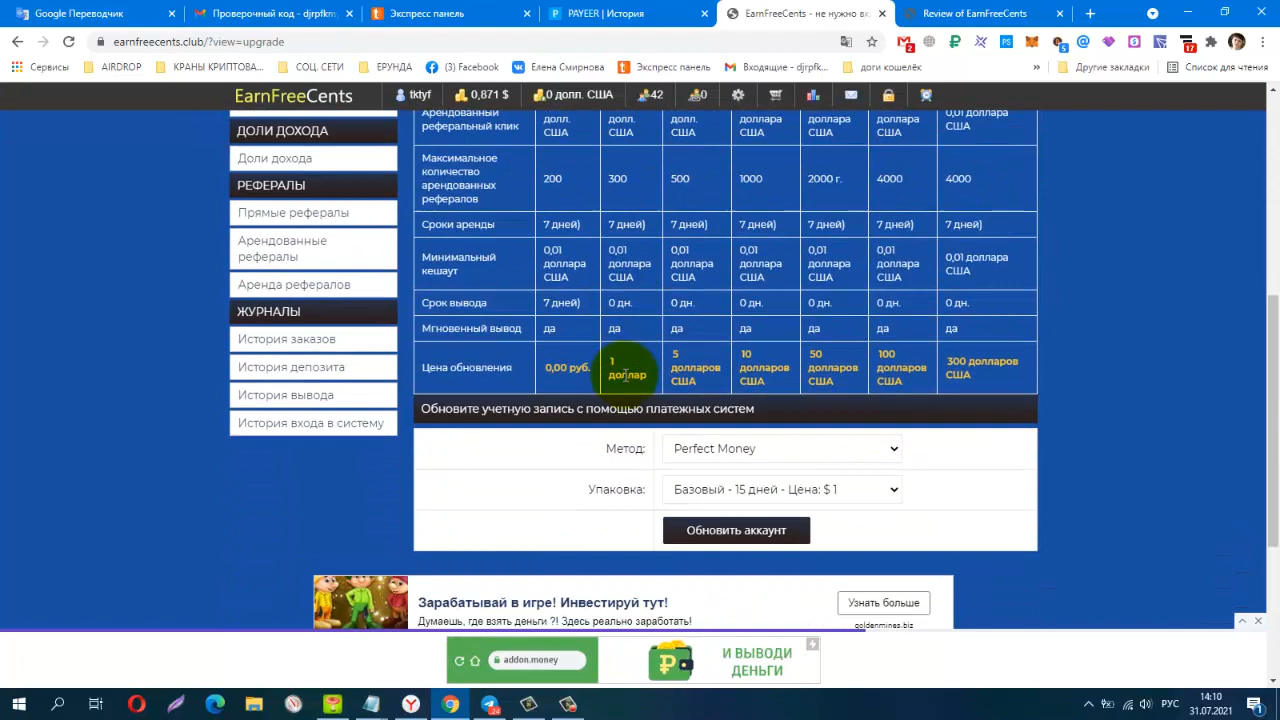 Google Переводчик
Проверочный код - djrpfkm
Экспресс панель
PAYEER | История
EarnFreeCents - не нужно вк
Review of EarnFreeCents
earnfreecents.club/?view=upgrade
Сервисы
AIRDROP
КРАНЫ КРИПТОВА...
СОЦ. СЕТИ
ЕРУНДА
(3) Facebook
Елена Смирнова
Экспресс панель
Входящие - djrpfk...
доги кошелёк
»
Другие закладки
Список для чтения
EarnFreeCents
tktyf
0,871 $
0 долл. США
42
0
ДОЛИ ДОХОДА
Доли дохода
РЕФЕРАЛЫ
Прямые рефералы
Арендованные
рефералы
Аренда рефералов
ЖУРНАЛЫ
История заказов
История депозита
История вывода
История входа в систему
Арендованный
реферальный клик
долл.
США
долл.
США
доллара
США
доллара
США
доллара
США
доллара
США
0,01 доллара
США
Максимальное
количество
арендованных
рефералов
200
300
500
1000
2000 г.
4000
4000
Сроки аренды
7 дней)
7 дней)
7 дней)
7 дней)
7 дней)
7 дней)
7 дней)
Минимальный
кешаут
0,01
доллара
США
0,01
доллара
США
0,01
доллара
США
0,01
доллара
США
0,01
доллара
США
0,01
доллара
США
0,01 доллара
США
Срок вывода
7 дней)
0 дн.
0 дн.
0 дн.
0 дн.
0 дн.
0 дн.
Мгновенный вывод
да
да
да
да
да
да
да
Цена обновления
0,00 руб.
1
доллар
5
долларов
США
10
долларов
США
50
долларов
США
100
долларов
США
300 долларов
США
Обновите учетную запись с помощью платежных систем
Метод:
Perfect Money
Упаковка:
Базовый - 15 дней - Цена: $ 1
Обновить аккаунт
Зарабатывай в игре! Инвестируй тут!
Думаешь, где взять деньги ?! Здесь реально заработать!
Узнать больше
goldenmines.biz
addon.money
И ВЫВОДИ
ДЕНЬГИ
РУС
14:10
31.07.2021